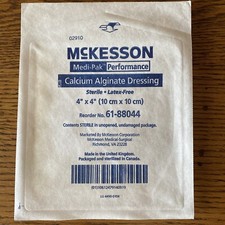 02910
McKESSON
Medi-Pak® Performance
Calcium Alginate Dressing
Sterile • Latex-Free
4" x 4" (10 cm x 10 cm)
Reorder No. 61-88044
Contents STERILE in unopened, undamaged package.
Marketed By McKesson Corporation
McKesson Medical-Surgical
Richmond, VA 23228
Made in the United Kingdom.
Packaged and sterilized in Canada.